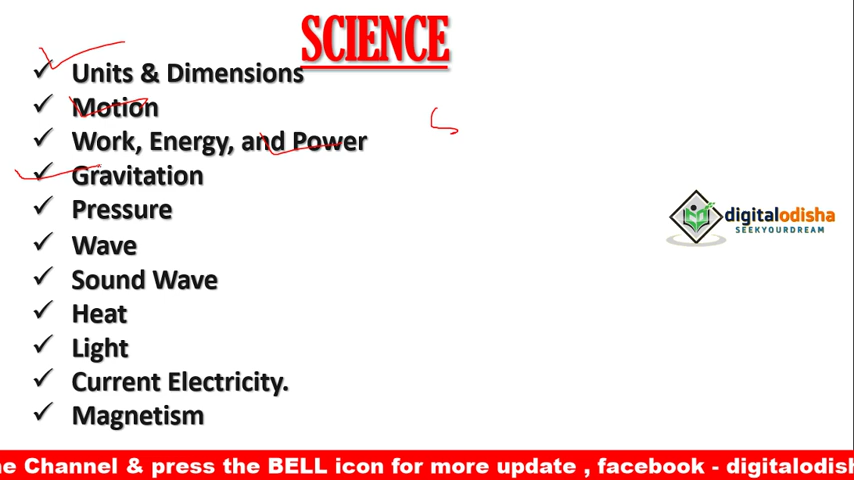 SCIENCE
Units & Dimensions
Motion
Work, Energy, and Power
Gravitation
Pressure
Wave
Sound Wave
Heat
Light
Current Electricity.
Magnetism
digitalodisha
SEEKYOURDREAM
he Channel & press the BELL icon for more update , facebook - digitalodish